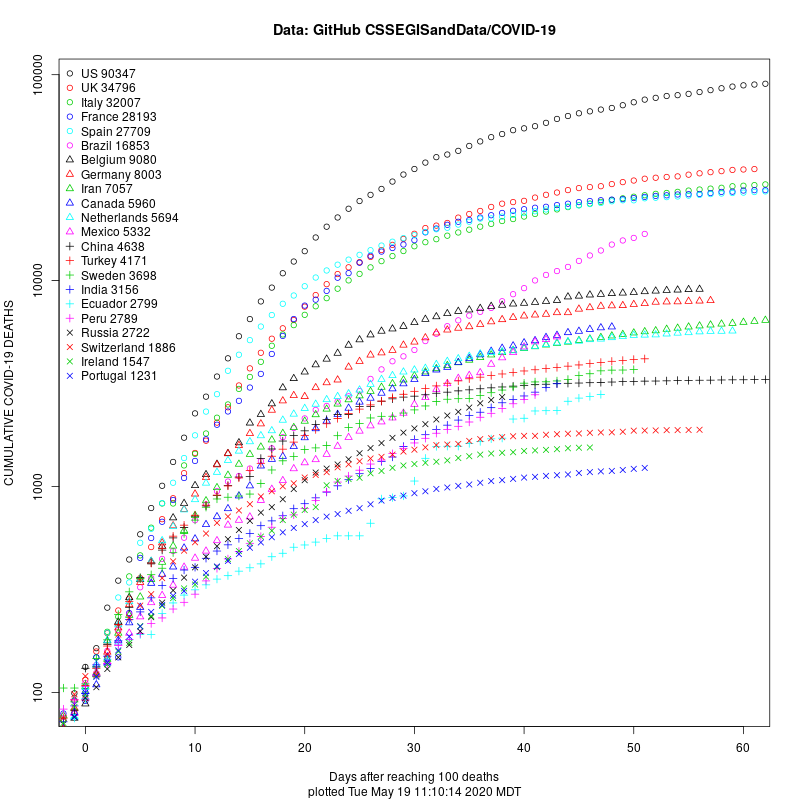 Data: GitHub CSSEGISandData/COVID-19
US 90347
UK 34796
Italy 32007
France 28193
Spain 27709
Brazil 16853
Belgium 9080
Germany 8003
Iran 7057
Canada 5960
Netherlands 5694
Mexico 5332
China 4638
Turkey 4171
Sweden 3698
India 3156
Ecuador 2799
Peru 2789
Russia 2722
Switzerland 1886
Ireland 1547
Portugal 1231
CUMULATIVE COVID-19 DEATHS
100000
10000
1000
100
0 10 20 30 40 50 60
Days after reaching 100 deaths
plotted Tue May 19 11:10:14 2020 MDT